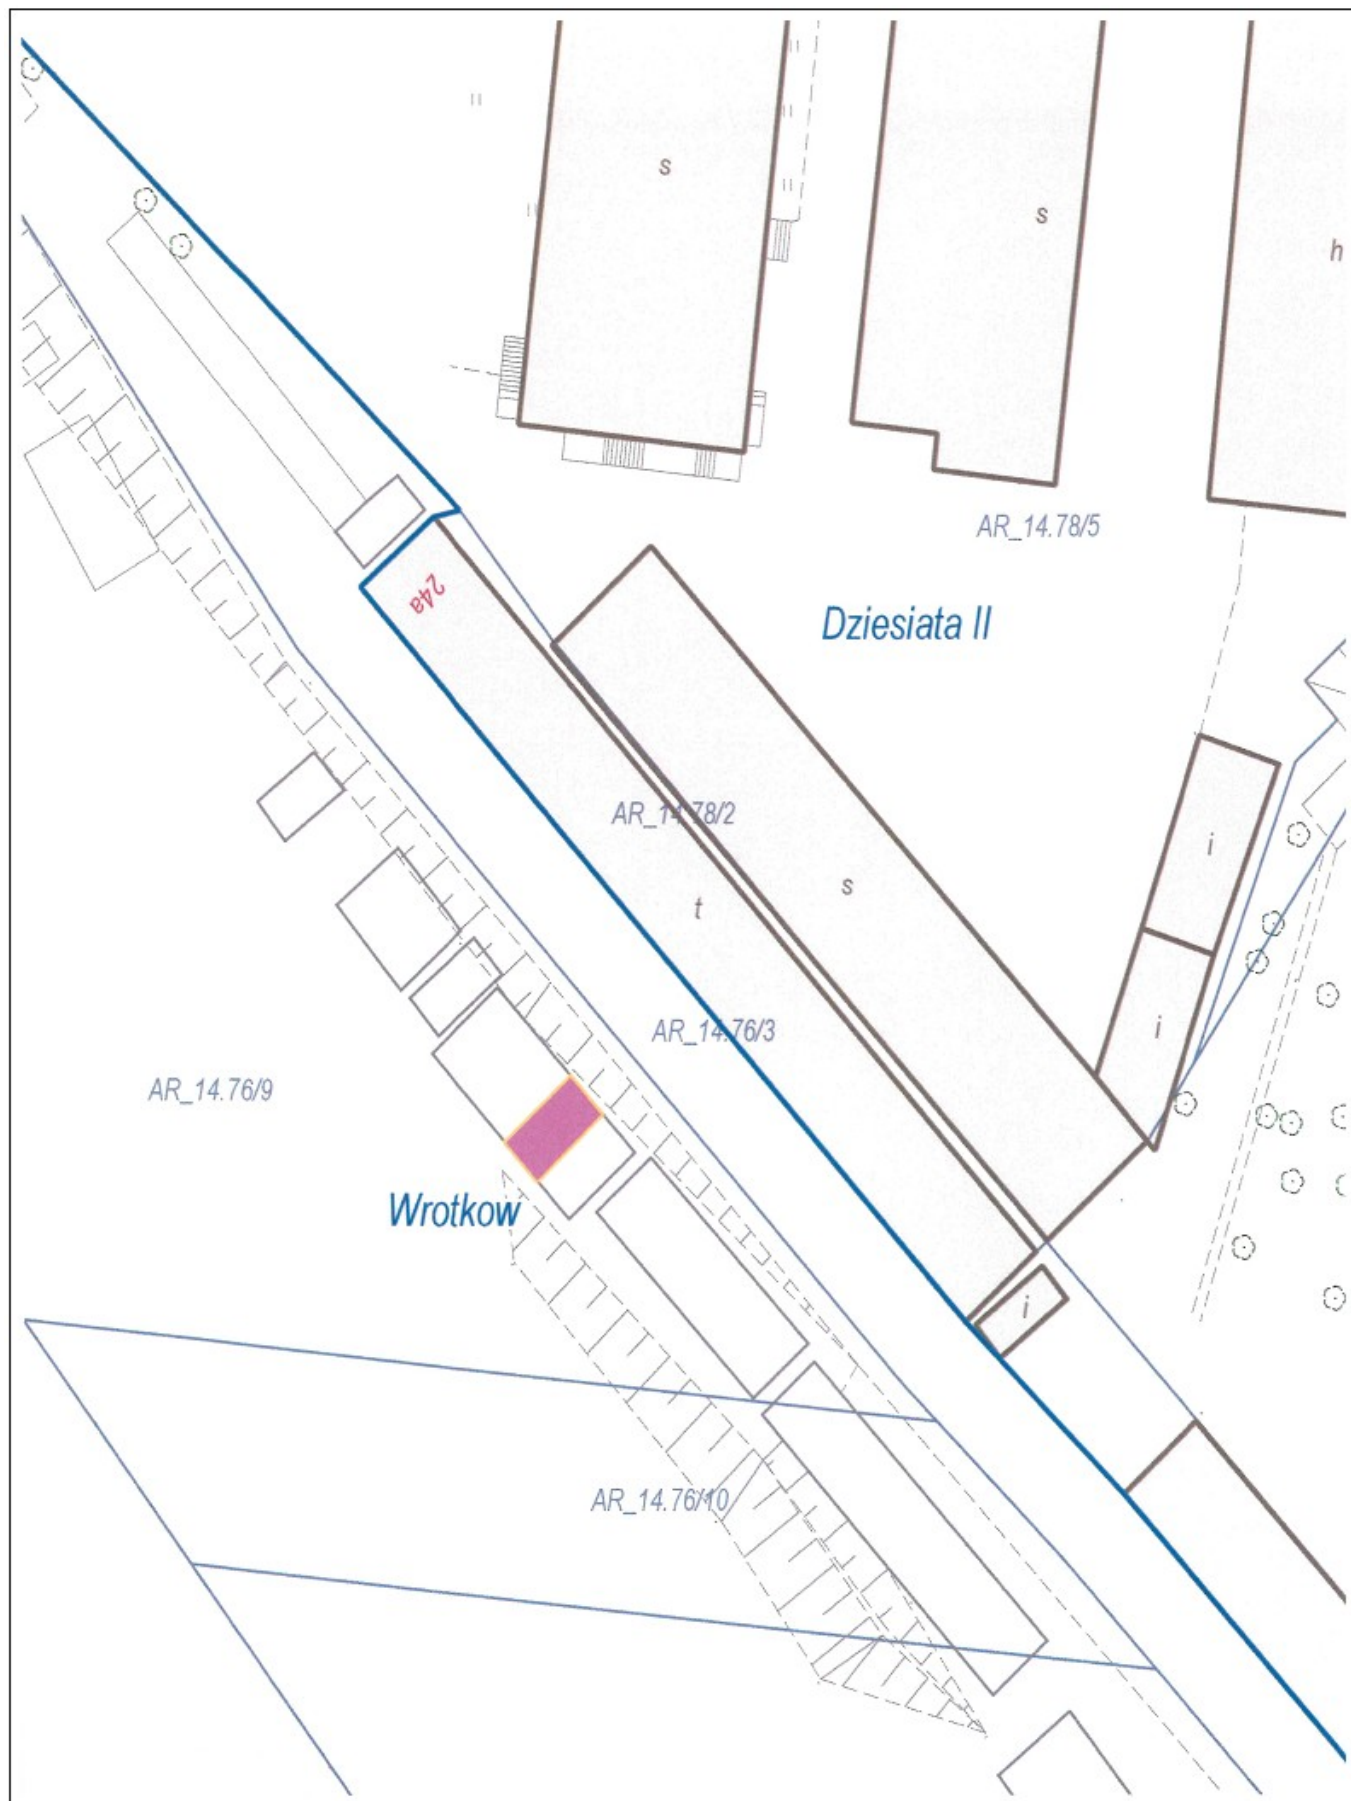 s
s
h
AR_14.78/5
24a
Dziesiata II
AR_14.78/2
i
s
t
i
AR_14.76/3
AR_14.76/9
Wrotkow
i
AR_14.76/10